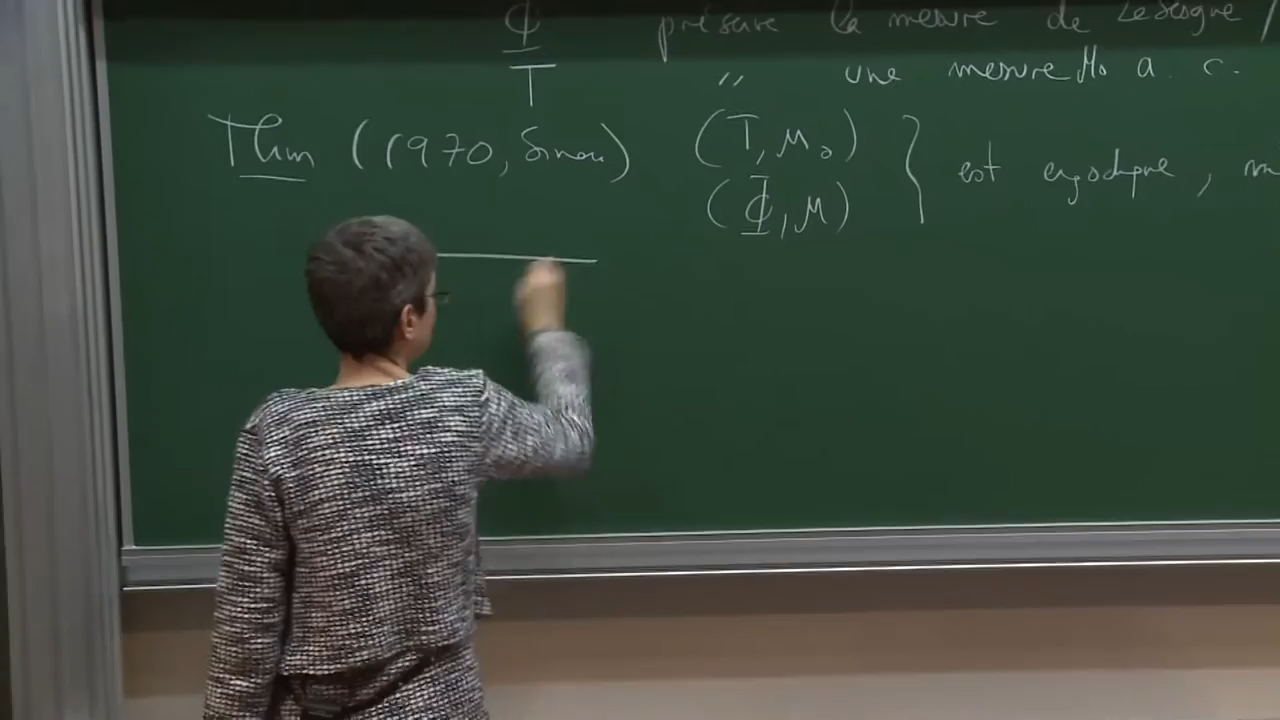 Φ préserve la mesure de Lebesgue /
T " une mesure μ₀ a. c.
Thm (1970, Sinai) (T, μ₀) } est ergodique, m
(Φ, μ)